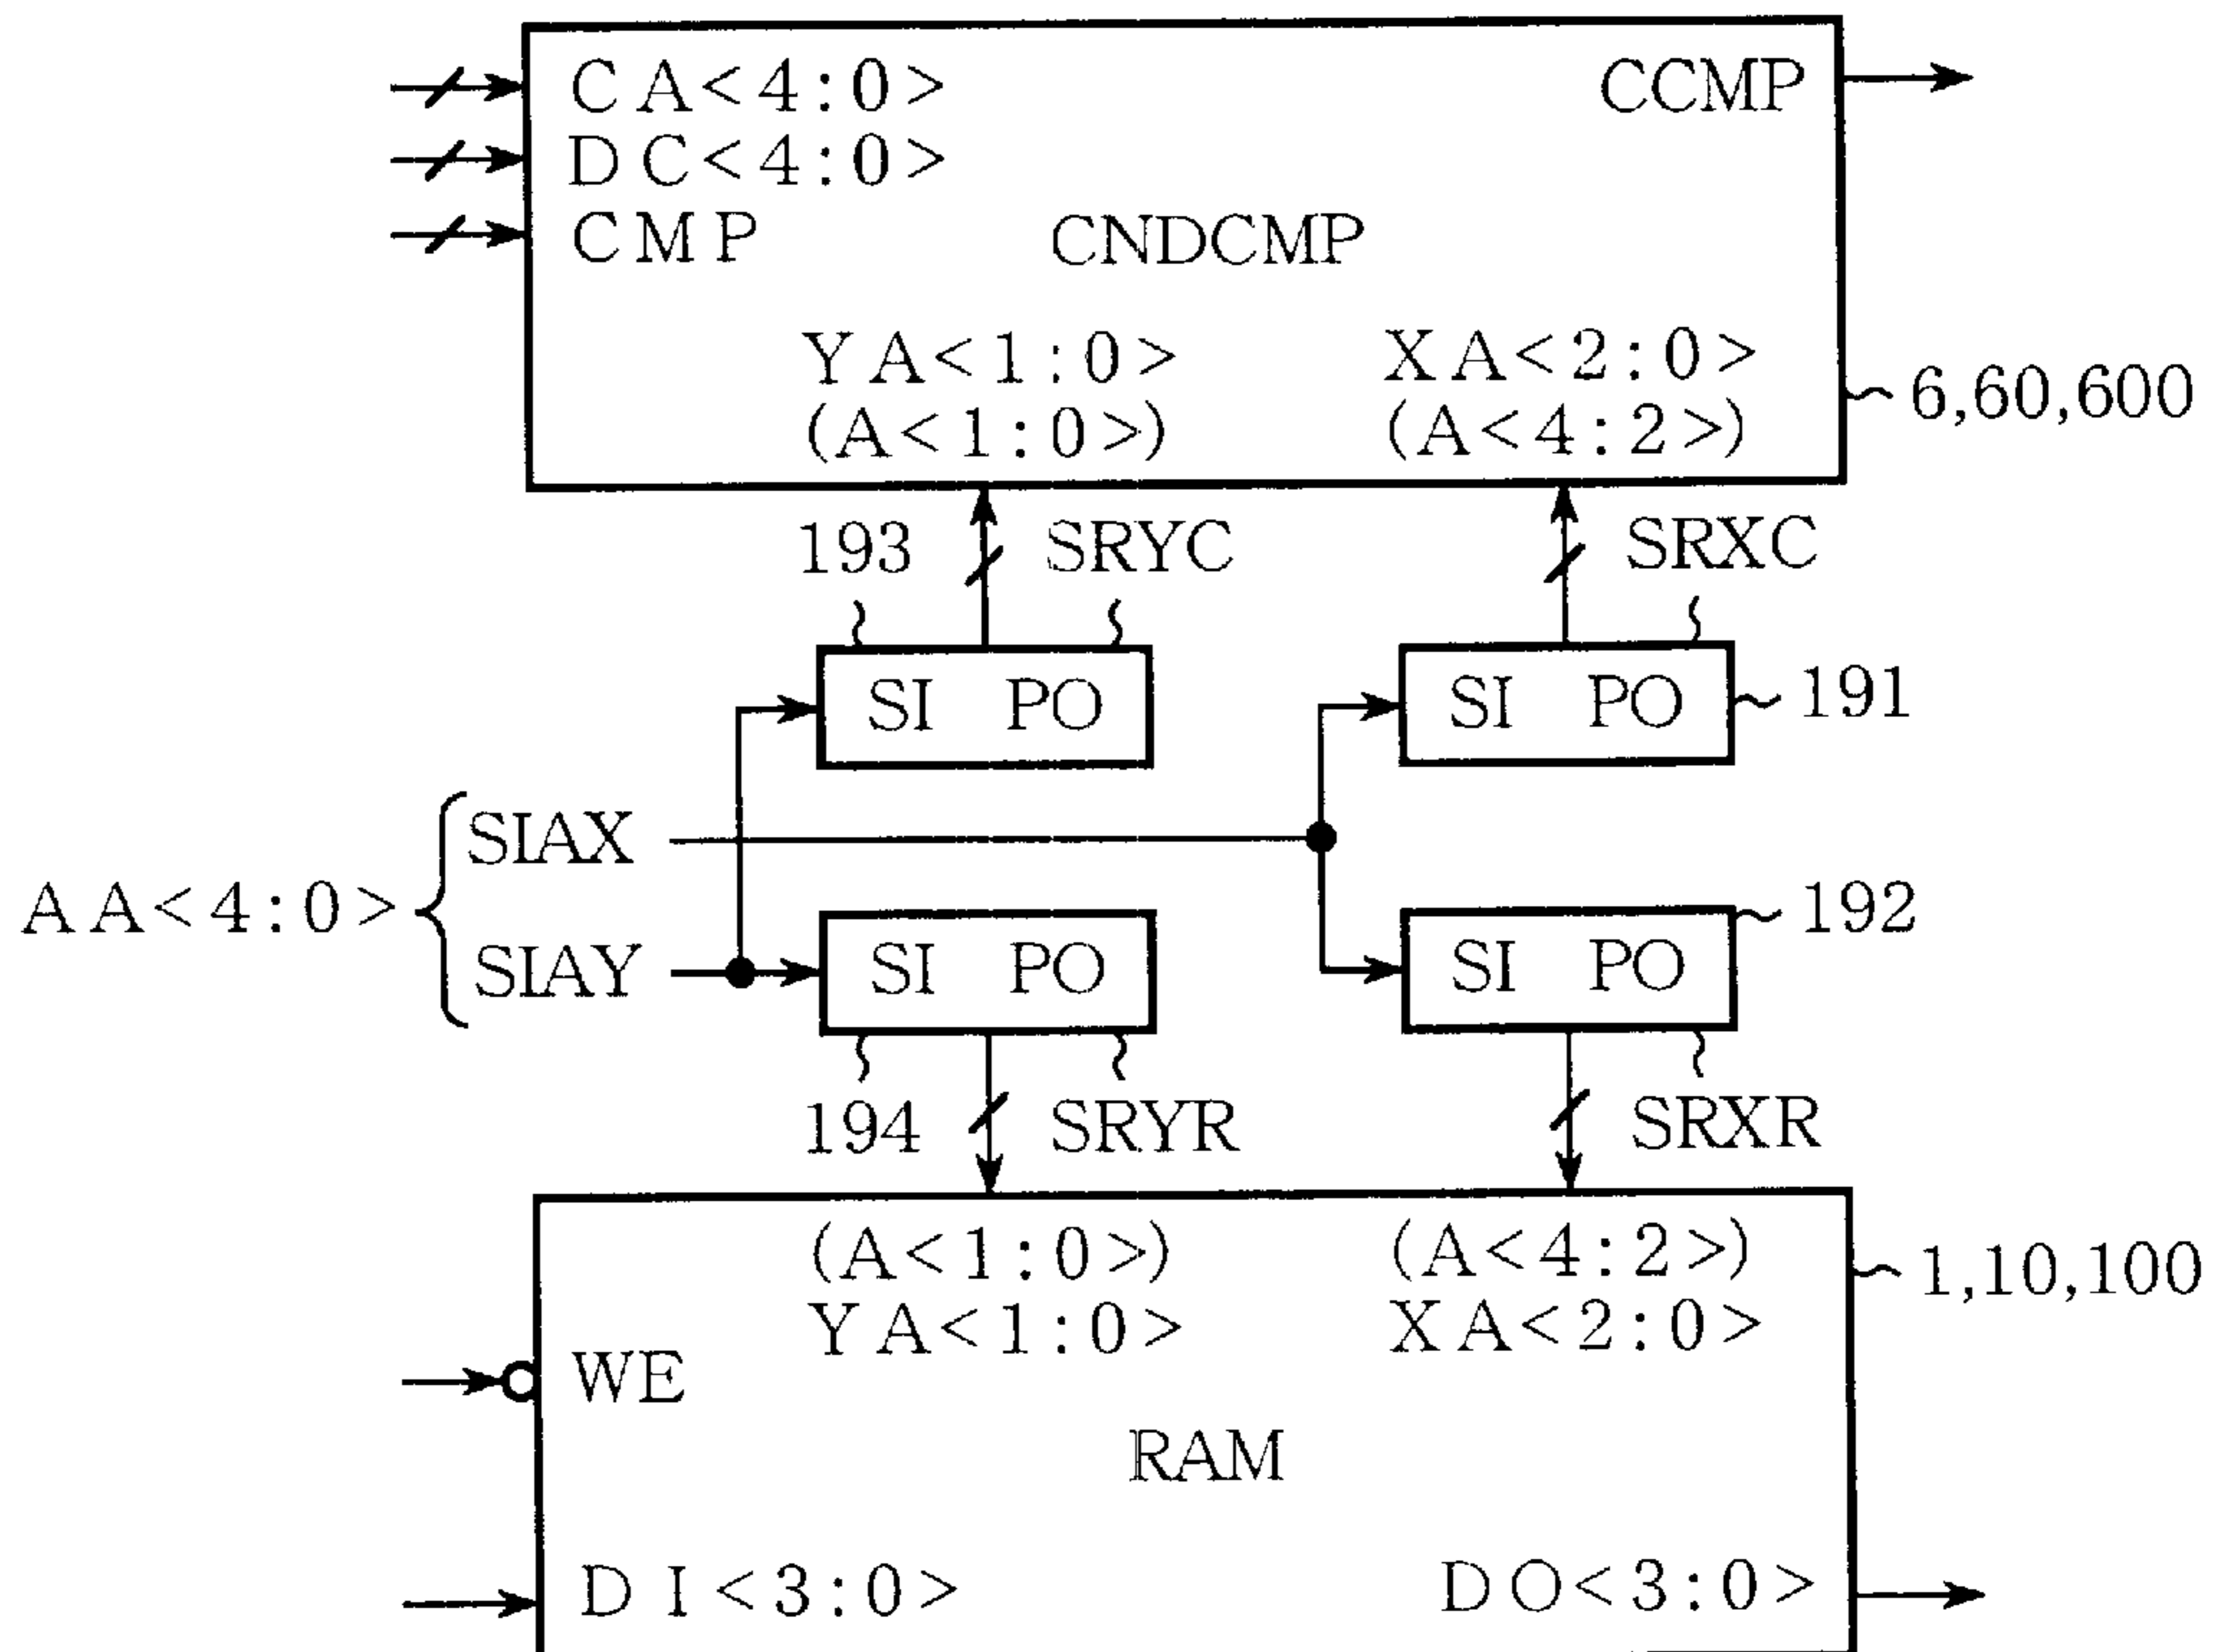 CA<4:0> CCMP
DC<4:0>
CMP CNDCMP
YA<1:0> XA<2:0>
(A<1:0>) (A<4:2>)
6,60,600
193 SRYC SRXC
SI PO SI PO 191
SIAX
AA<4:0>
192
SIAY SI PO SI PO
194 SRYR SRXR
(A<1:0>) (A<4:2>)
1,10,100
YA<1:0> XA<2:0>
WE
RAM
DI<3:0> DO<3:0>